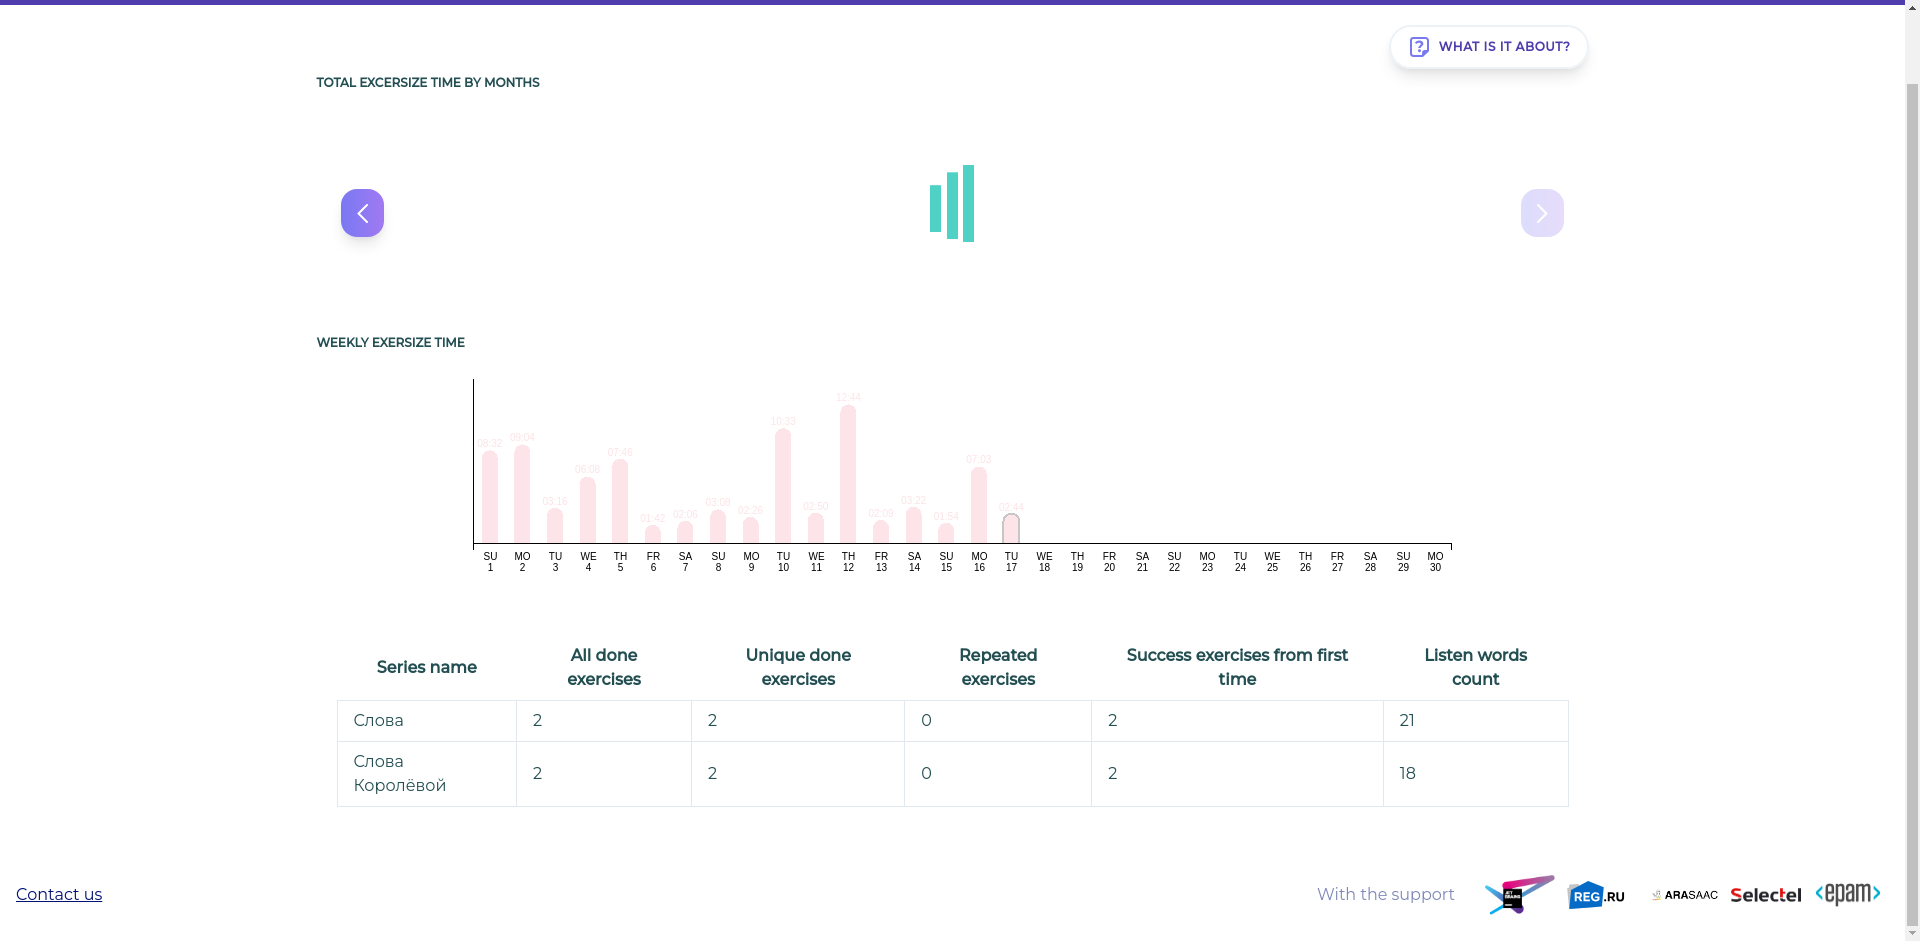 WHAT IS IT ABOUT?
TOTAL EXCERSIZE TIME BY MONTHS
WEEKLY EXERSIZE TIME
08:32 09:04 03:16 06:08 07:46 01:42 02:06 03:08 02:26 10:33 02:50 12:44 02:09 03:22 01:54 07:03 02:44
SU MO TU WE TH FR SA SU MO TU WE TH FR SA SU MO TU WE TH FR SA SU MO TU WE TH FR SA SU MO
1 2 3 4 5 6 7 8 9 10 11 12 13 14 15 16 17 18 19 20 21 22 23 24 25 26 27 28 29 30
Series name All done exercises Unique done exercises Repeated exercises Success exercises from first time Listen words count
Слова 2 2 0 2 21
Слова Королёвой 2 2 0 2 18
Contact us With the support JET BRAINS REG.RU ARASAAC Selectel <epam>